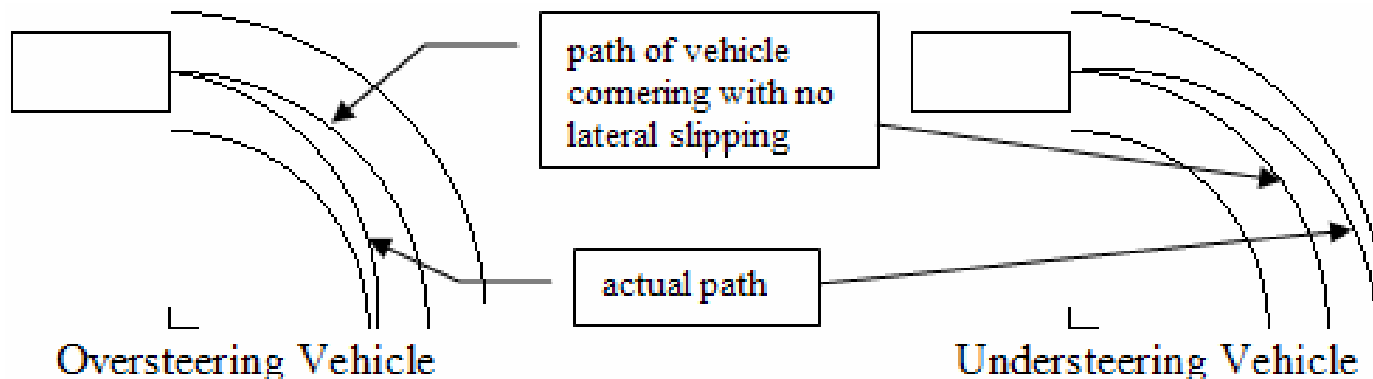 path of vehicle
cornering with no
lateral slipping
actual path
Oversteering Vehicle
Understeering Vehicle